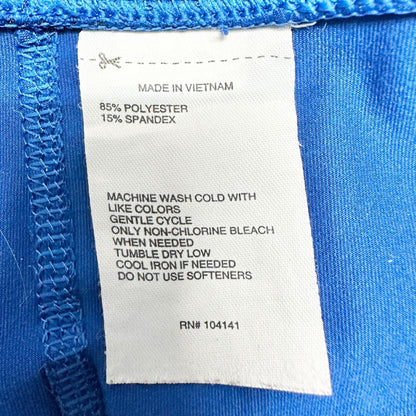 MADE IN VIETNAM
85% POLYESTER
15% SPANDEX
MACHINE WASH COLD WITH
LIKE COLORS
GENTLE CYCLE
ONLY NON-CHLORINE BLEACH
WHEN NEEDED
TUMBLE DRY LOW
COOL IRON IF NEEDED
DO NOT USE SOFTENERS
RN# 104141